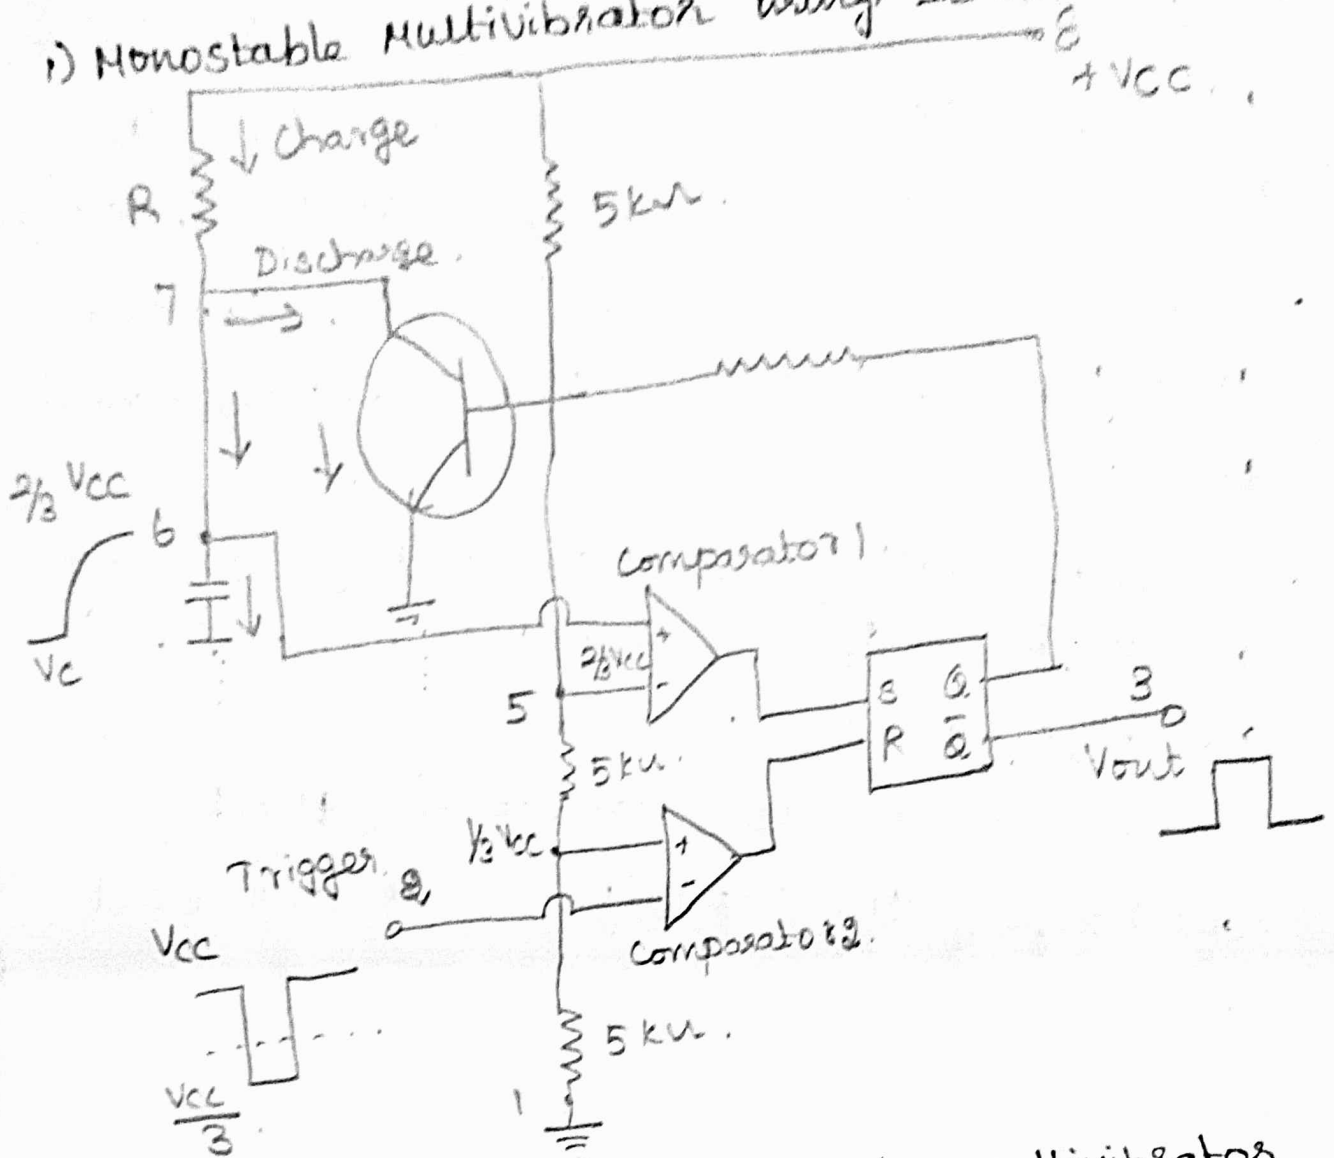 i) Monostable Multivibrator using
8
+ VCC
↓ Charge
R
5kΩ
Discharge
7
2/3 VCC
6
VC
Comparator 1
+
2/3 Vcc
-
5
S Q
R Q̅
3
Vout
5kΩ
1/3 Vcc
+
-
Trigger 2
Comparator 2
VCC
VCC/3
5kΩ
1